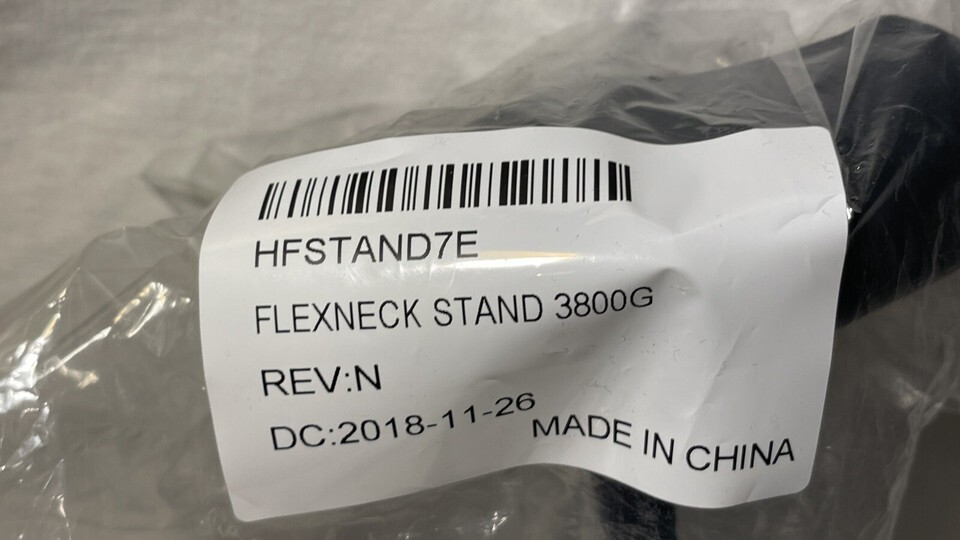 HFSTAND7E
FLEXNECK STAND 3800G
REV:N
DC:2018-11-26
MADE IN CHINA